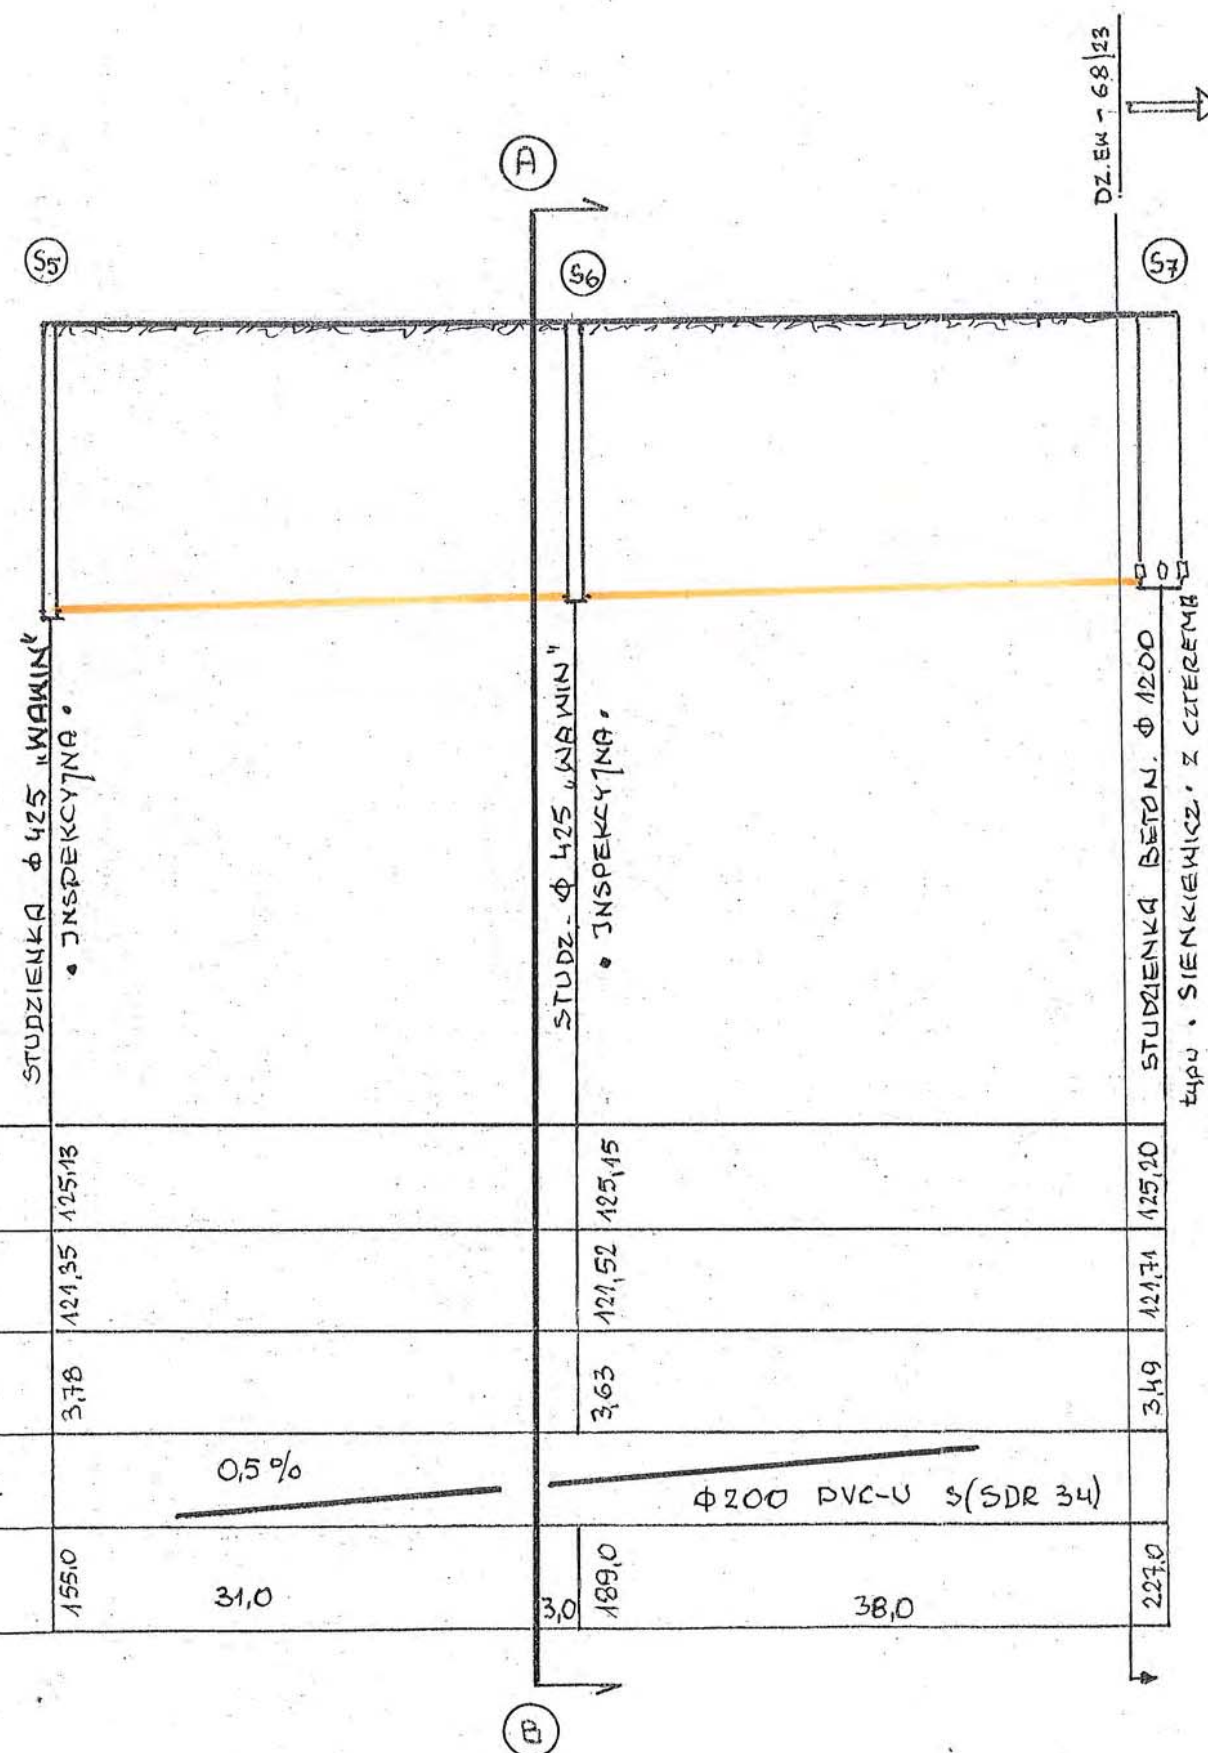 DZ.EW - 68/23
A
S5
S6
S7
STUDZIENKA Φ 425 „WAWIN"
• INSPEKCYJNA •
STUDZ - Φ 425 „WAWIN"
• INSPEKCYJNA •
STUDZIENKA BETON. Φ 1200
typu • SIENKIEWICZ • Z CZTEREMA
125,13
125,15
125,20
121,35
121,52
121,71
3,78
3,63
3,49
0,5 %
Φ 200 PVC-U S(SDR 34)
155,0
31,0
3,0
189,0
38,0
227,0
B